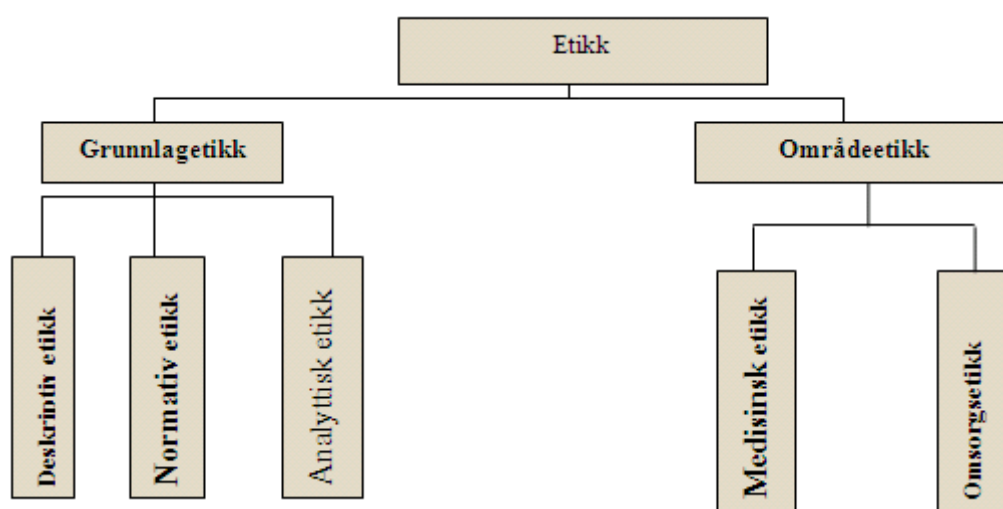 Etikk
Grunnlagetikk
Områdeetikk
Deskriptiv etikk
Normativ etikk
Analyttisk etikk
Medisinsk etikk
Omsorgsetikk